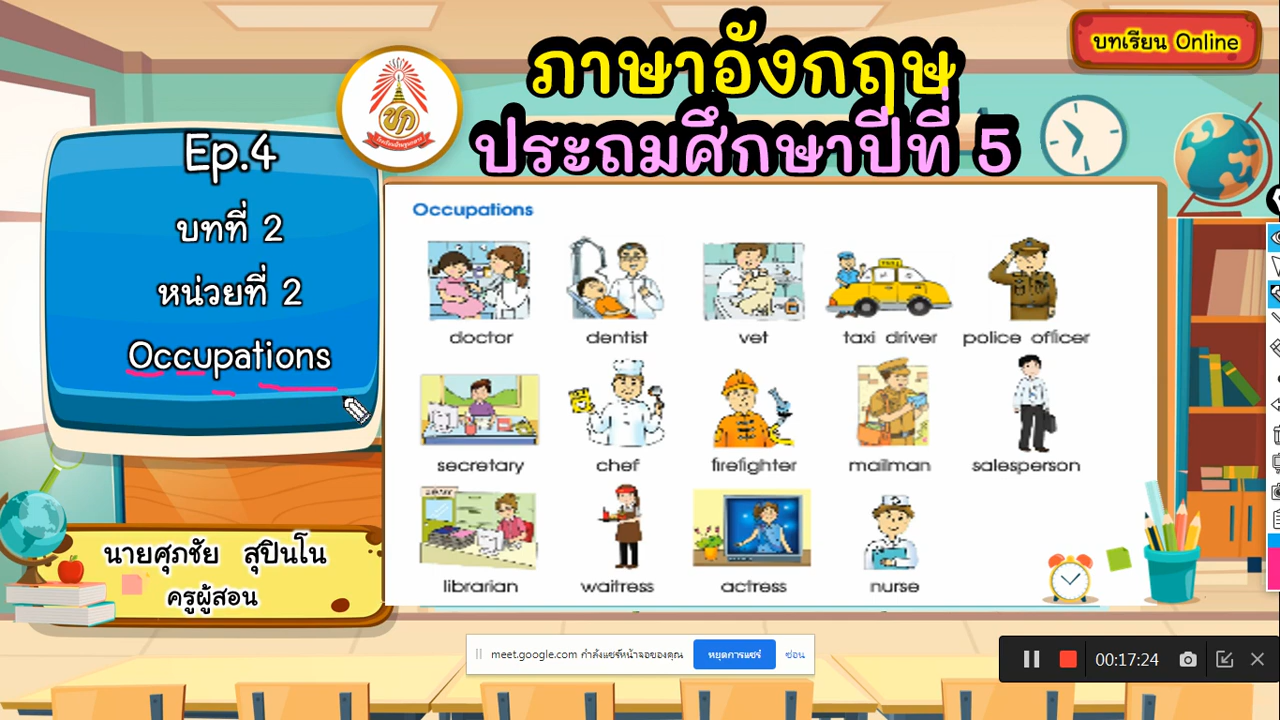 บทเรียน Online
ภาษาอังกฤษ
ประถมศึกษาปีที่ 5
ชก
Ep.4
บทที่ 2
หน่วยที่ 2
Occupations
นายศุภชัย สุปินโน
ครูผู้สอน
Occupations
doctor dentist vet taxi driver police officer
TAXI
secretary chef firefighter mailman salesperson
librarian waitress actress nurse
meet.google.com กำลังแชร์หน้าจอของคุณ หยุดการแชร์ ซ่อน
00:17:24